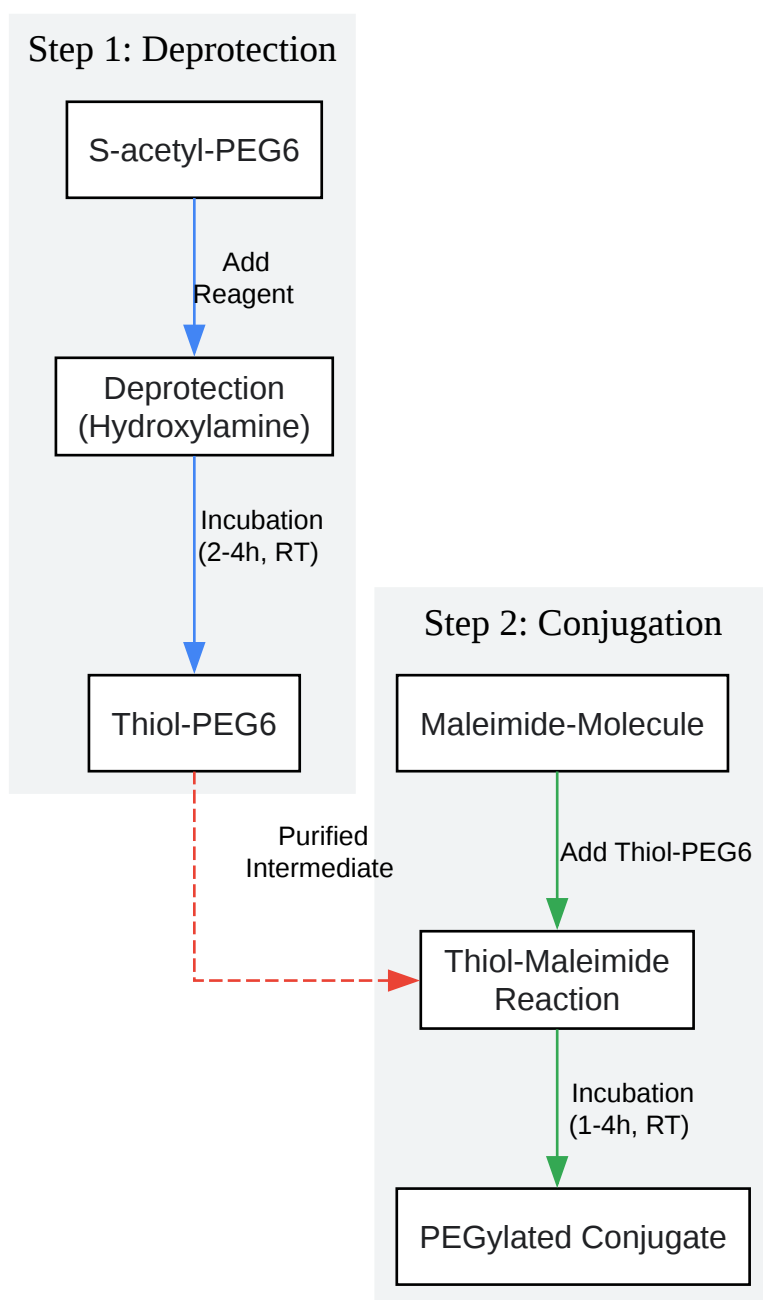 Step 1: Deprotection
S-acetyl-PEG6
Add
Reagent
Deprotection
(Hydroxylamine)
Incubation
(2-4h, RT)
Thiol-PEG6
Purified
Intermediate
Step 2: Conjugation
Maleimide-Molecule
Add Thiol-PEG6
Thiol-Maleimide
Reaction
Incubation
(1-4h, RT)
PEGylated Conjugate